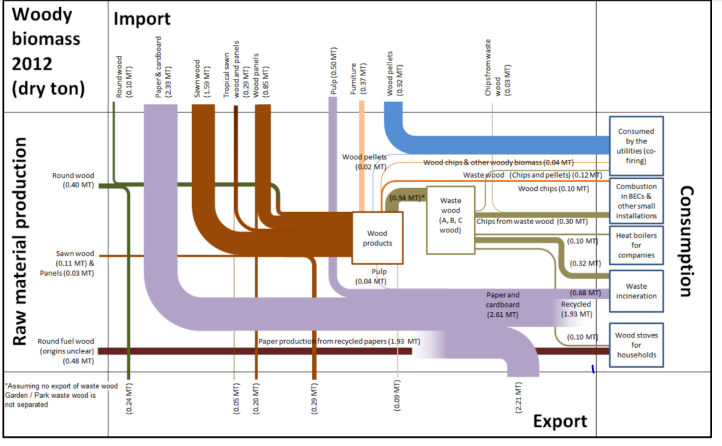 Woody
biomass
2012
(dry ton)
Import
Round wood
(0.10 MT)
Paper & cardboard
(2.33 MT)
Sawn wood
(1.59 MT)
Tropical sawn
wood and panels
(0.29 MT)
Wood panels
(0.85 MT)
Pulp (0.50 MT)
Furniture
(0.37 MT)
Wood pellets
(0.92 MT)
Chips from waste
wood
(0.03 MT)
Raw material production
Round wood
(0.40 MT)
Sawn wood
(0.11 MT) &
Panels (0.03 MT)
Round fuel wood
(origins unclear)
0.48 MT)
Wood pellets
(0.02 MT)
Wood chips & other woody biomass (0.04 MT)
Waste wood (Chips and pellets) (0.12 MT)
Wood chips (0.10 MT)
(0.94 MT)*
Waste
wood
(A, B, C
wood)
Wood
products
Chips from waste wood (0.30 MT)
(0.10 MT)
(0.32 MT)
Pulp
(0.04 MT)
(0.68 MT)
Paper and
cardboard
(2.61 MT)
Recycled
(1.93 MT)
Paper production from recycled papers (1.93 MT)
(0.10 MT)
Consumed
by the
utilities (co-
firing)
Combustion
in BECs &
other small
installations
Heat boilers
for
companies
Waste
incineration
Wood stoves
for
households
Consumption
*Assuming no export of waste wood
Garden / Park waste wood is
not separated
(0.24 MT)
(0.05 MT)
(0.20 MT)
(0.29 MT)
(0.09 MT)
(2.21 MT)
Export